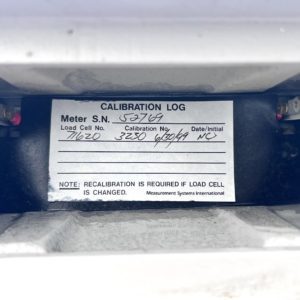 CALIBRATION LOG
Meter S.N. 52769
Load Cell No. Calibration No. Date/Initial
71620 3250 6/30/99 NC
NOTE: RECALIBRATION IS REQUIRED IF LOAD CELL
IS CHANGED. Measurement Systems International